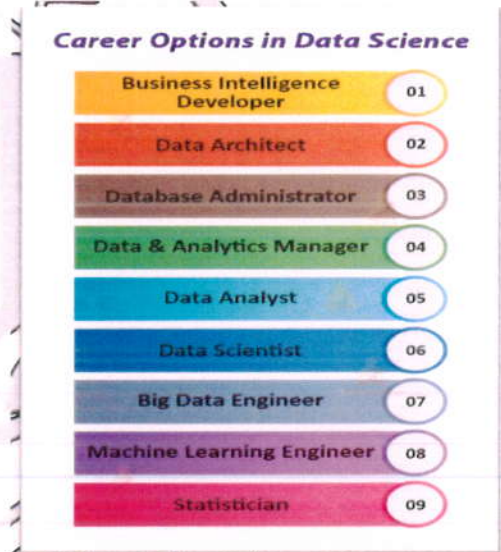 Career Options in Data Science
Business Intelligence
Developer
01
Data Architect
02
Database Administrator
03
Data & Analytics Manager
04
Data Analyst
05
Data Scientist
06
Big Data Engineer
07
Machine Learning Engineer
08
Statistician
09